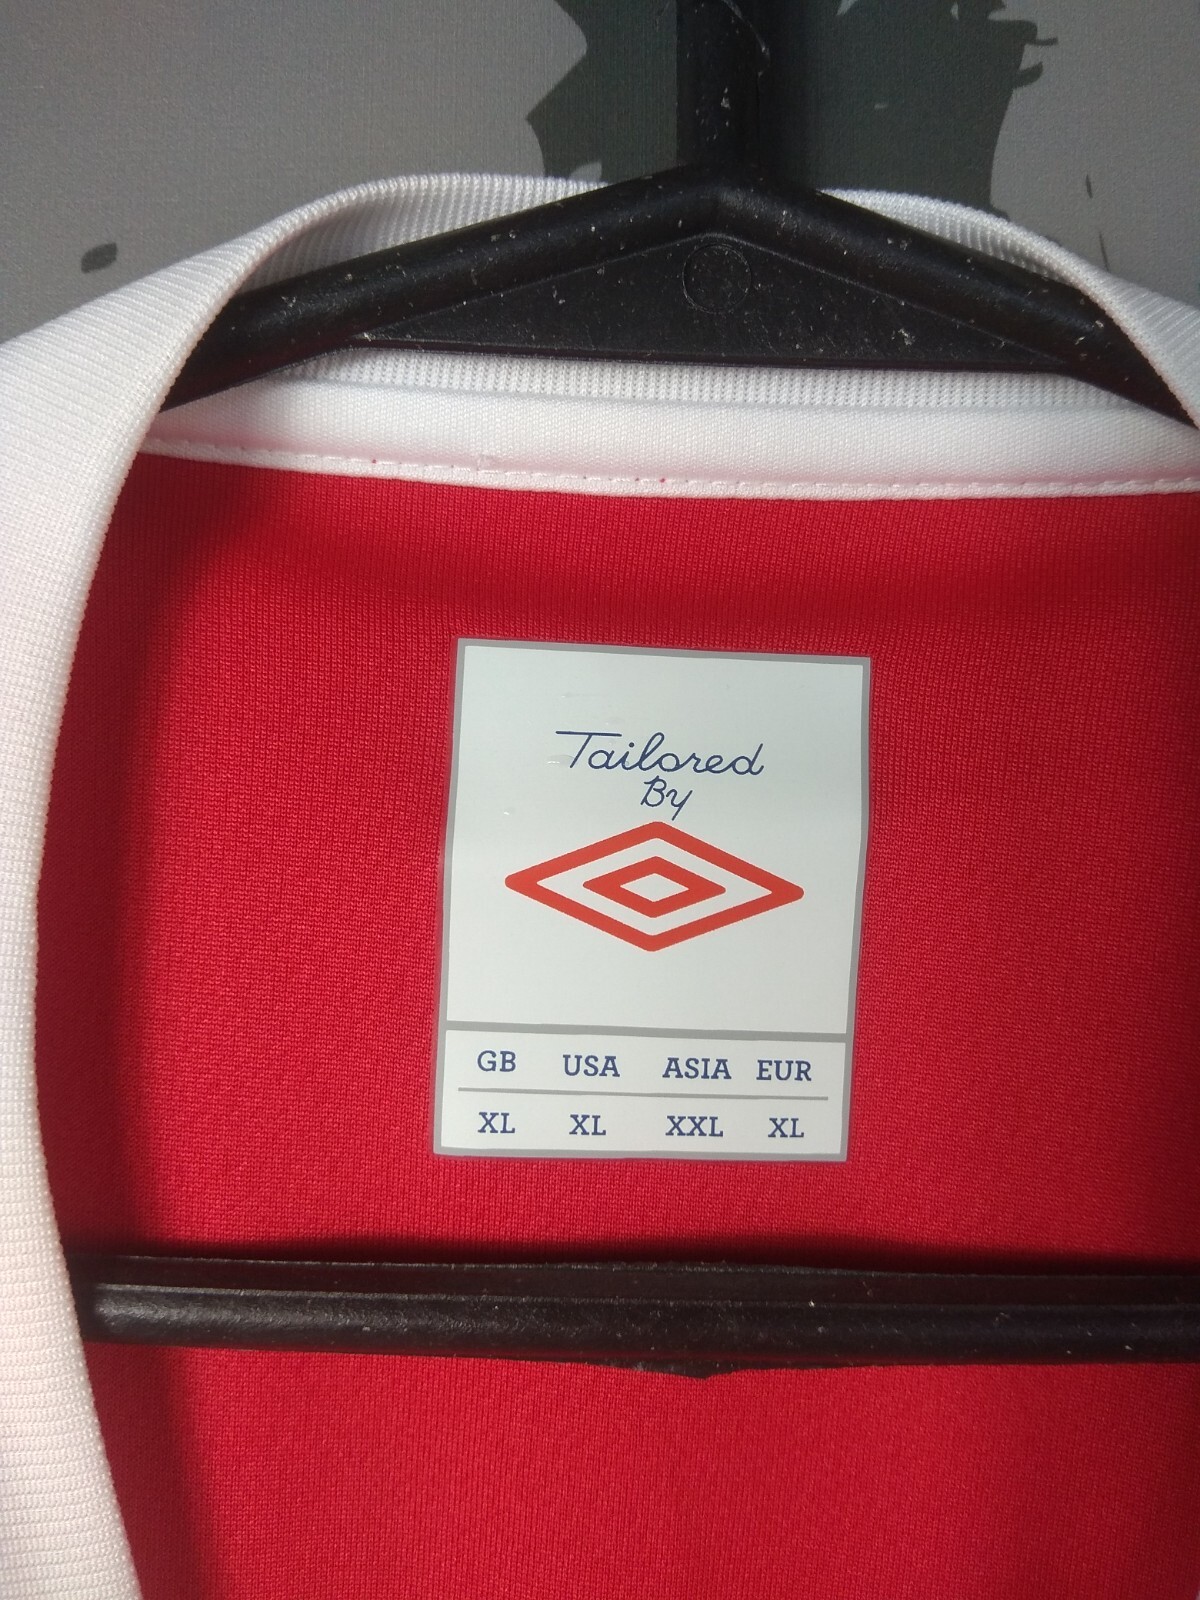 Tailored
By
GB USA ASIA EUR
XL XL XXL XL